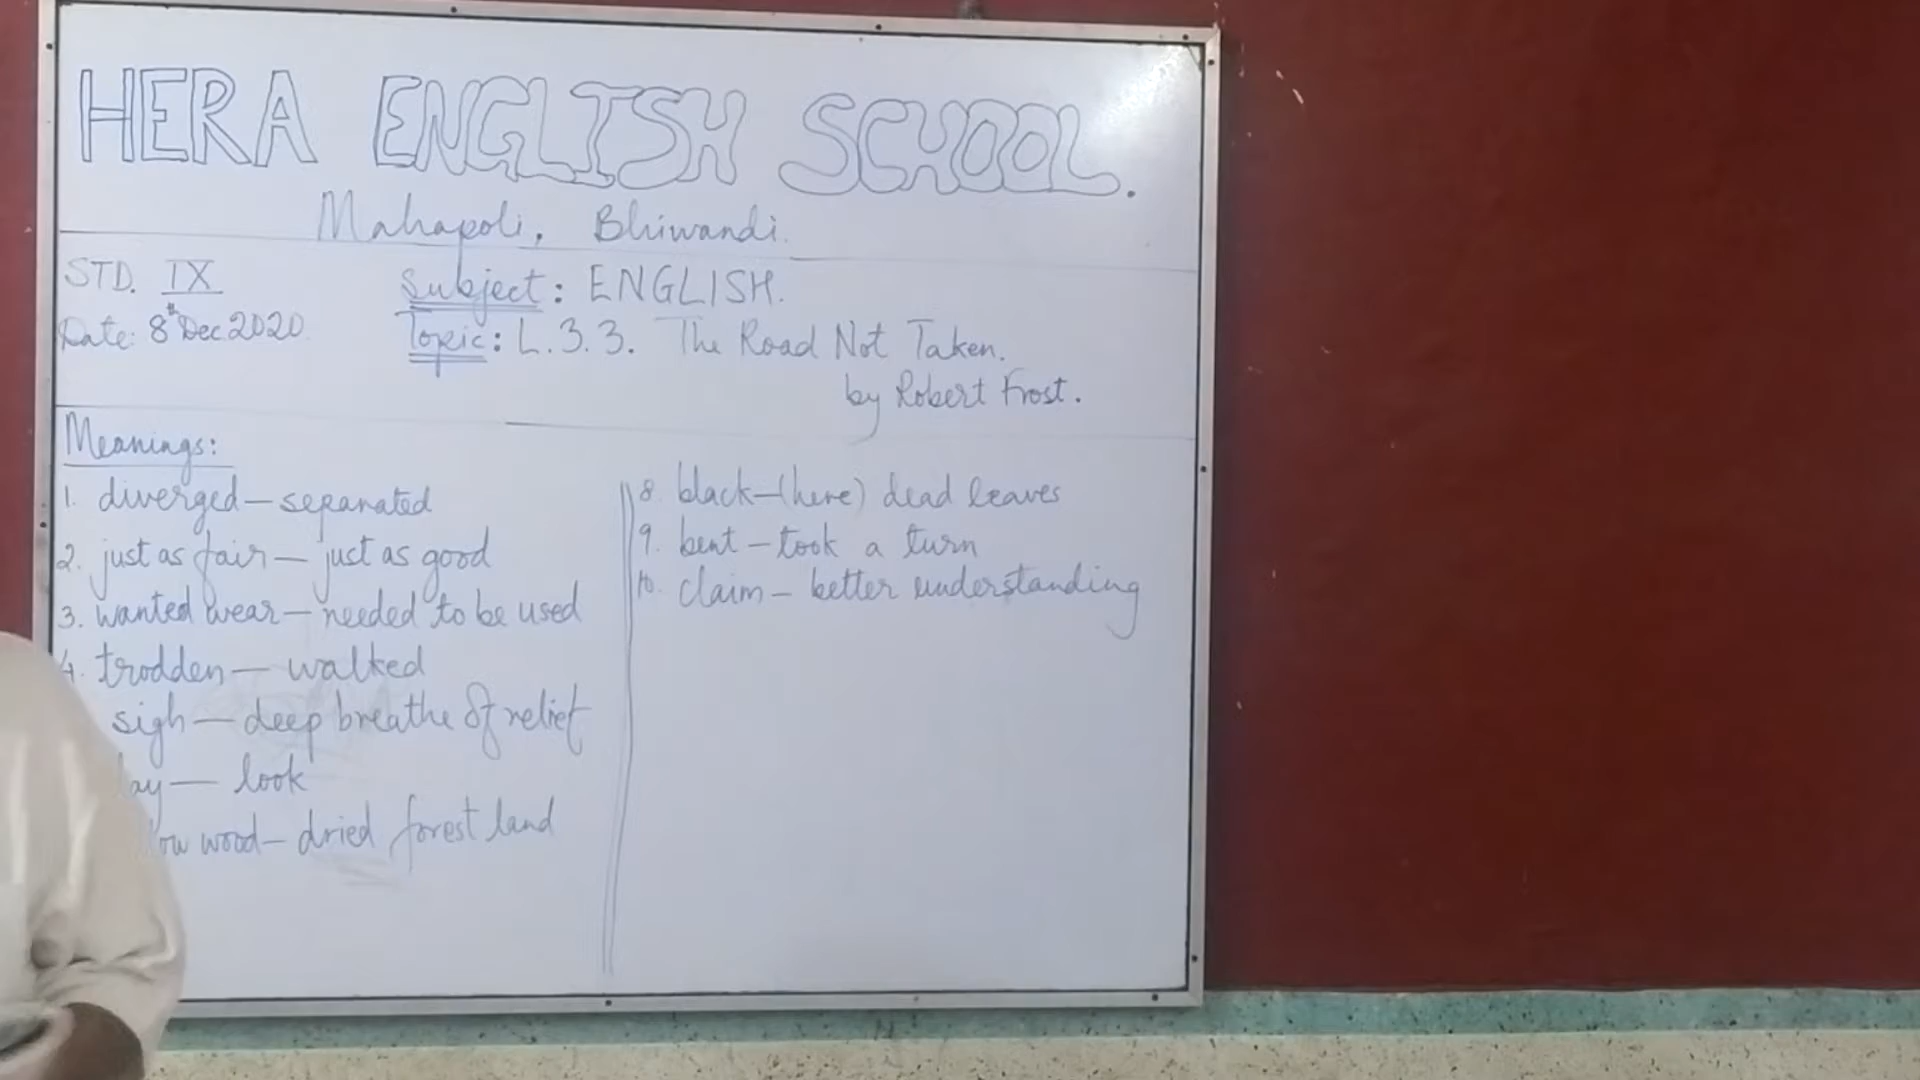 HERA ENGLISH SCHOOL.
Mahapoli, Bhiwandi.
STD. IX
Date: 8th Dec 2020.
Subject: ENGLISH.
Topic: L.3.3. The Road Not Taken.
by Robert Frost.
Meanings:
1. diverged — separated
2. just as fair — just as good
3. wanted wear — needed to be used
4. trodden — walked
sigh — deep breathe of relief
lay — look
low wood — dried forest land
8. black — (here) dead leaves
9. bent — took a turn
10. claim — better understanding